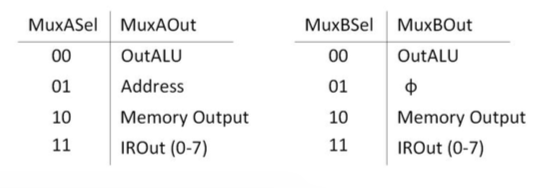 MuxASel MuxAOut MuxBSel MuxBOut
00 OutALU 00 OutALU
01 Address 01 ϕ
10 Memory Output 10 Memory Output
11 IROut (0-7) 11 IROut (0-7)